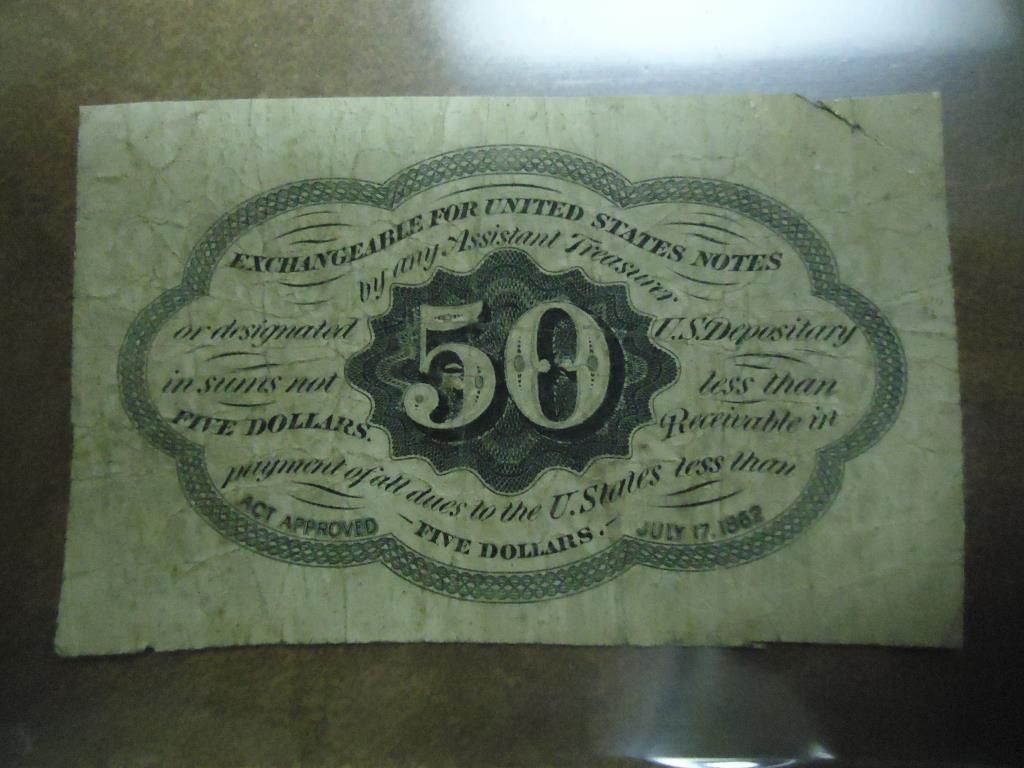 EXCHANGEABLE FOR UNITED STATES NOTES
by any Assistant Treasurer
or designated U.S. Depositary
in sums not less than
FIVE DOLLARS. Receivable in
payment of all dues to the U. States less than
FIVE DOLLARS.
50
ACT APPROVED JULY 17. 1862